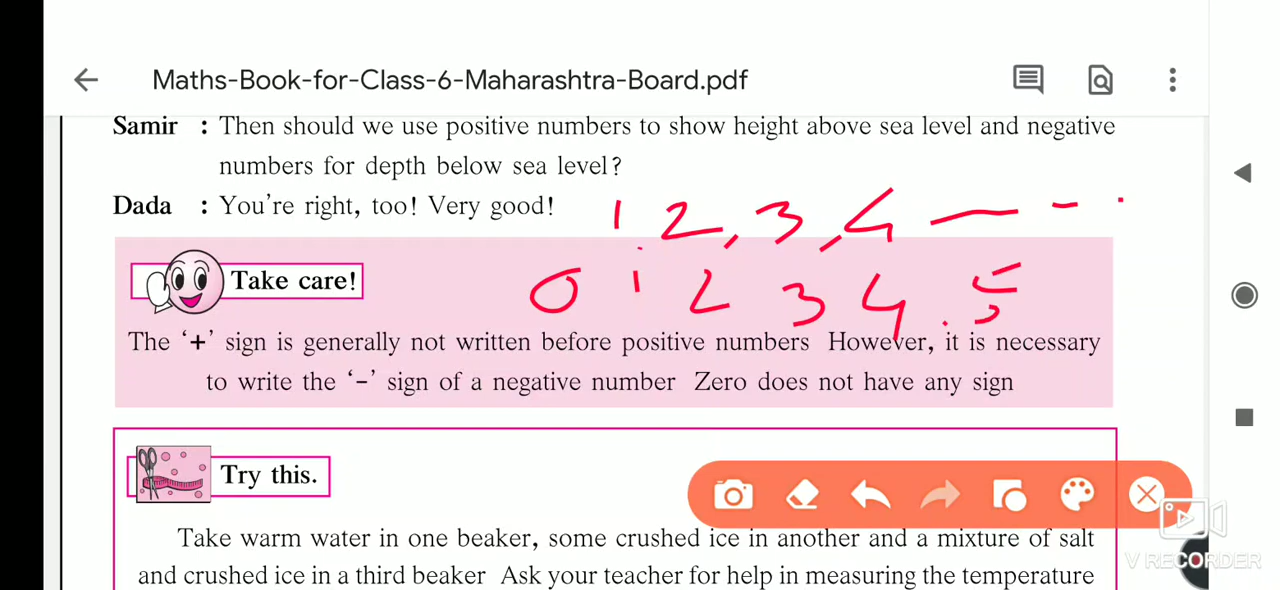 Maths-Book-for-Class-6-Maharashtra-Board.pdf
Samir : Then should we use positive numbers to show height above sea level and negative
numbers for depth below sea level?
Dada : You're right, too! Very good!
1, 2, 3, 4 — - .
Take care!
0 1 2 3 4. 5
The ‘+’ sign is generally not written before positive numbers However, it is necessary
to write the ‘-’ sign of a negative number Zero does not have any sign
Try this.
Take warm water in one beaker, some crushed ice in another and a mixture of salt
and crushed ice in a third beaker Ask your teacher for help in measuring the temperature
V RECORDER